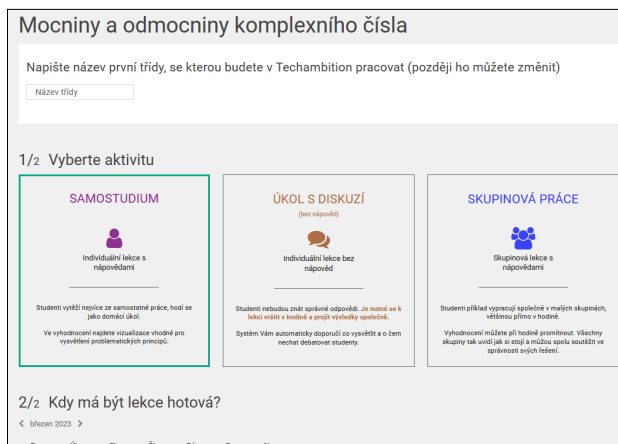 Mocniny a odmocniny komplexního čísla
Napište název první třídy, se kterou budete v Techambition pracovat (později ho můžete změnit)
Název třídy
1/2 Vyberte aktivitu
SAMOSTUDIUM
Individuální lekce s
nápovědami
Studenti vytěží nejvíce ze samostatné práce, hodí se
jako domácí úkol.
Ve vyhodnocení najdete vizualizace vhodné pro
vysvětlení problematických principů.
ÚKOL S DISKUZÍ
(bez nápověd)
Individuální lekce bez
nápověd
Studenti nebudou znát správné odpovědi. Je nutné se k
lekci vrátit v hodině a projít výsledky společně.
Systém Vám automaticky doporučí co vysvětlit a o čem
nechat debatovat studenty.
SKUPINOVÁ PRÁCE
Skupinová lekce s
nápovědami
Studenti příklad vypracují společně v malých skupinách,
většinou přímo v hodině.
Vyhodnocení můžete při hodině promítnout. Všechny
skupiny tak uvidí jak si stojí a můžou spolu soutěžit ve
správnosti svých řešení.
2/2 Kdy má být lekce hotová?
< březen 2023 >